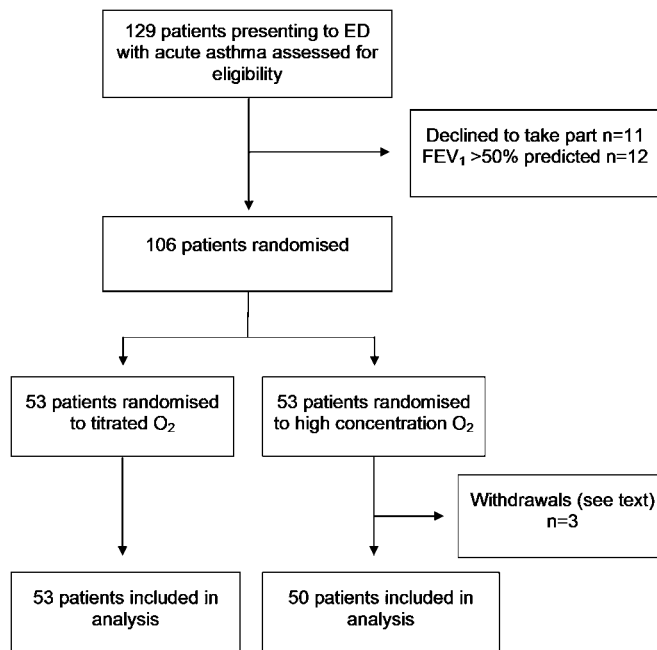 129 patients presenting to ED
with acute asthma assessed for
eligibility
Declined to take part n=11
FEV₁ >50% predicted n=12
106 patients randomised
53 patients randomised
to titrated O₂
53 patients randomised
to high concentration O₂
Withdrawals (see text)
n=3
53 patients included in
analysis
50 patients included in
analysis